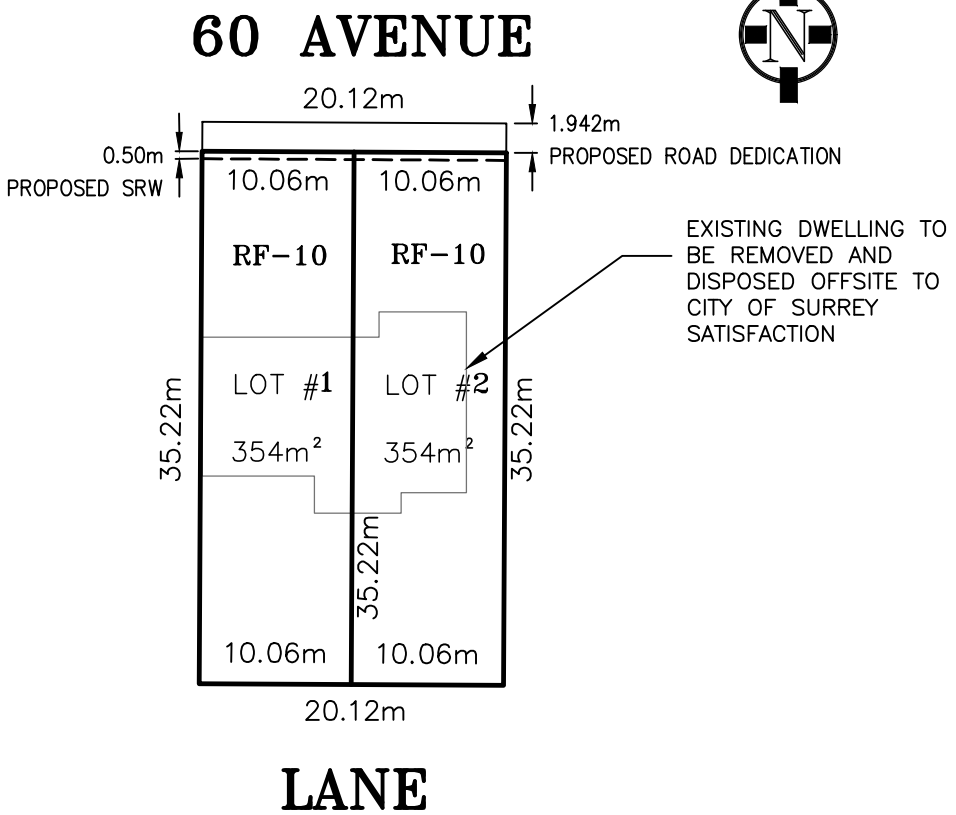 60 AVENUE
N
20.12m
1.942m
PROPOSED ROAD DEDICATION
0.50m
PROPOSED SRW
10.06m
10.06m
RF-10
RF-10
EXISTING DWELLING TO
BE REMOVED AND
DISPOSED OFFSITE TO
CITY OF SURREY
SATISFACTION
LOT #1
LOT #2
354m²
354m²
35.22m
35.22m
35.22m
10.06m
10.06m
20.12m
LANE